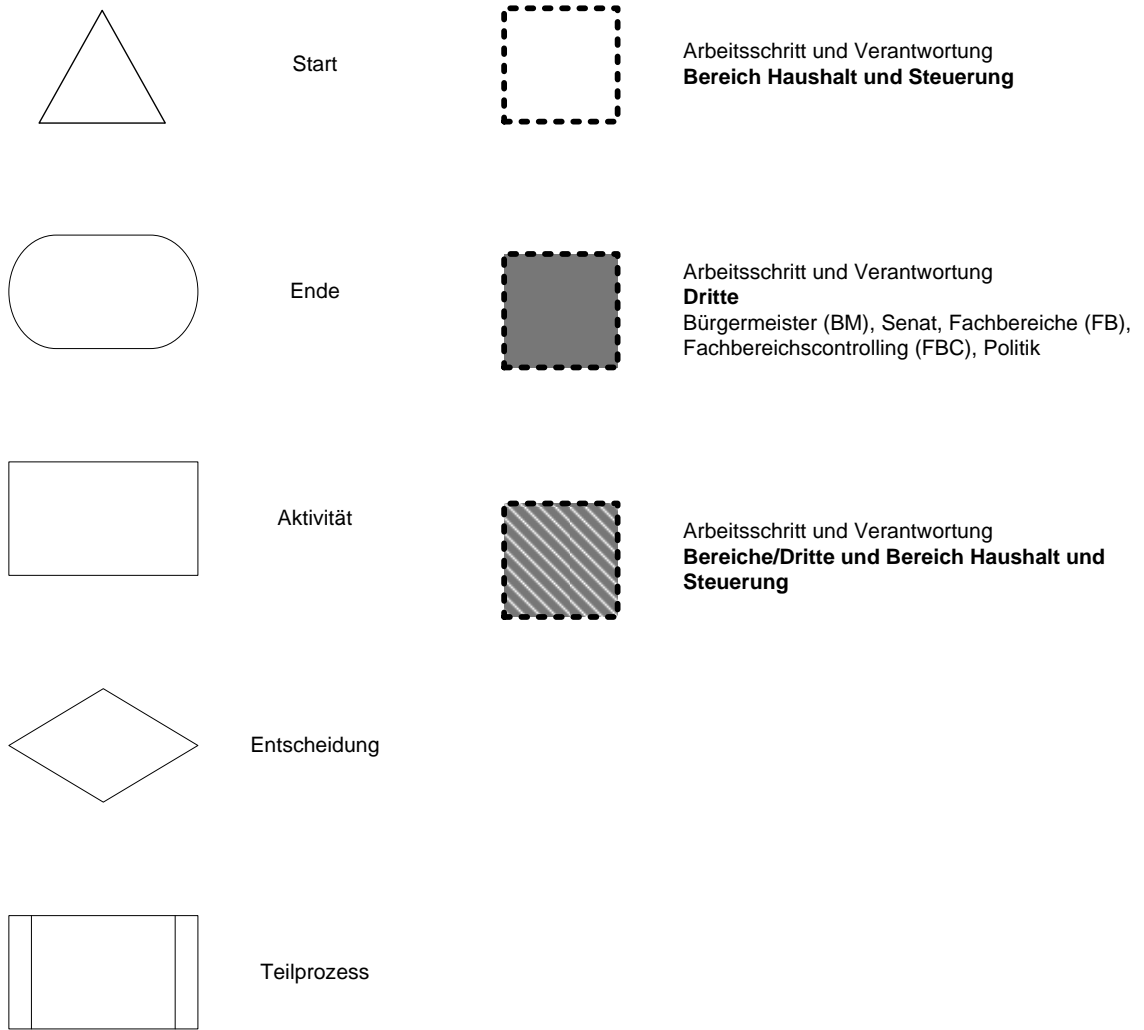 Start
Arbeitsschritt und Verantwortung
Bereich Haushalt und Steuerung
Ende
Arbeitsschritt und Verantwortung
Dritte
Bürgermeister (BM), Senat, Fachbereiche (FB),
Fachbereichscontrolling (FBC), Politik
Aktivität
Arbeitsschritt und Verantwortung
Bereiche/Dritte und Bereich Haushalt und
Steuerung
Entscheidung
Teilprozess